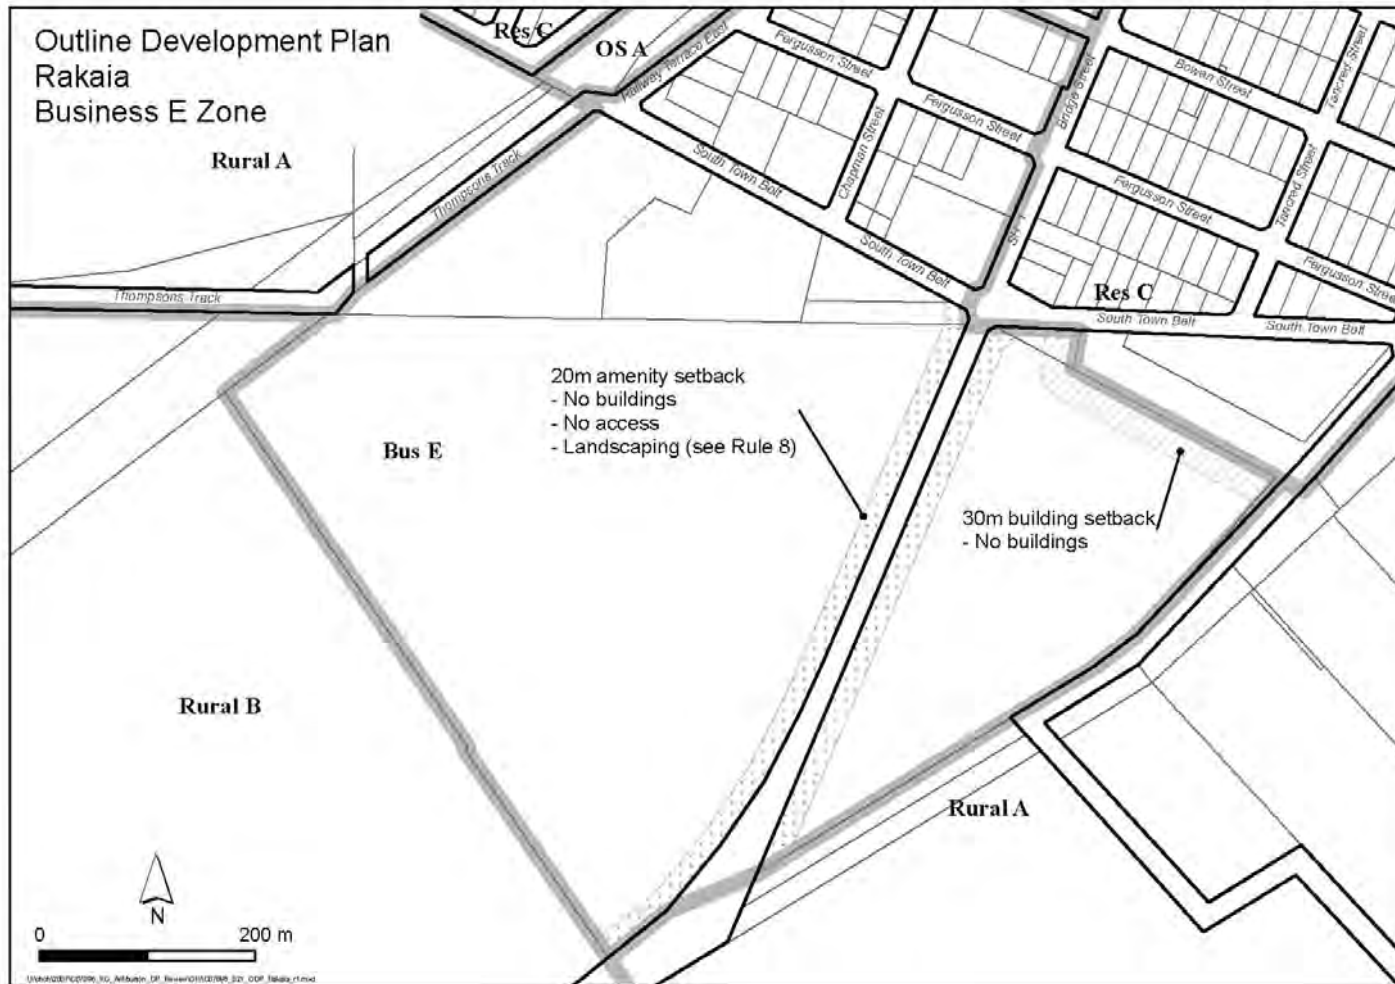 Outline Development Plan
Rakaia
Business E Zone
Res C
OS A
Railway Terrace East
Fergusson Street
Bowen Street
Tancred Street
Rural A
Thompsons Track
South Town Belt
Chapman Street
Fergusson Street
Bridge Street
Fergusson Street
Tancred Street
SH 1
South Town Belt
Fergusson Street
Thompsons Track
Res C
South Town Belt
South Town Belt
20m amenity setback
- No buildings
- No access
- Landscaping (see Rule 8)
Bus E
30m building setback
- No buildings
Rural B
Rural A
N
0 200 m